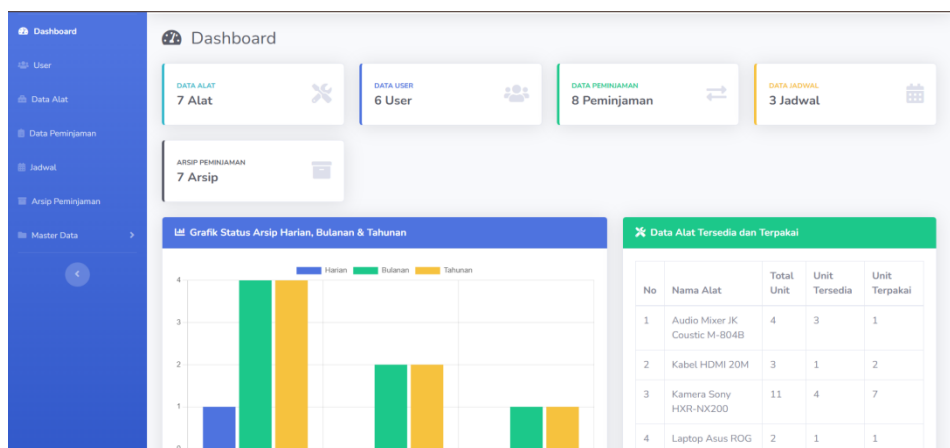 Dashboard
User
Data Alat
Data Peminjaman
Jadwal
Arsip Peminjaman
Master Data
Dashboard
DATA ALAT
7 Alat
DATA USER
6 User
DATA PEMINJAMAN
8 Peminjaman
DATA JADWAL
3 Jadwal
ARSIP PEMINJAMAN
7 Arsip
Grafik Status Arsip Harian, Bulanan & Tahunan
Harian Bulanan Tahunan
4
3
2
1
0
Data Alat Tersedia dan Terpakai
No Nama Alat Total Unit Unit Tersedia Unit Terpakai
1 Audio Mixer JK Coustic M-804B 4 3 1
2 Kabel HDMI 20M 3 1 2
3 Kamera Sony HXR-NX200 11 4 7
4 Laptop Asus ROG 2 1 1